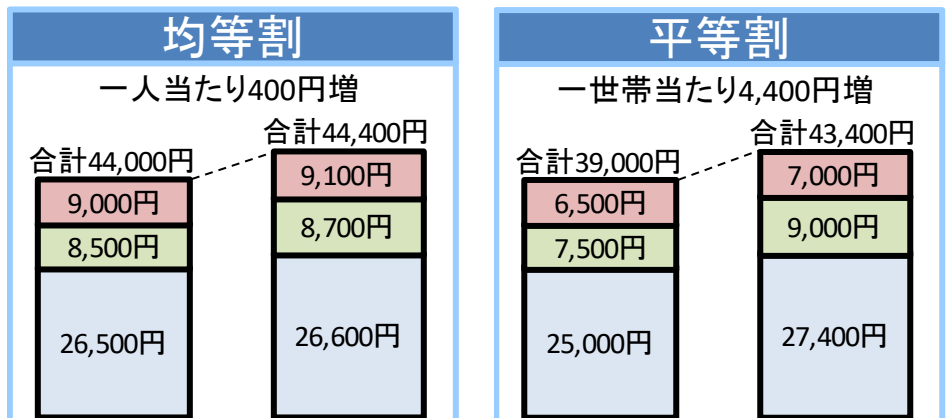 均等割
一人当たり400円増
合計44,000円
合計44,400円
9,000円
8,500円
26,500円
9,100円
8,700円
26,600円
平等割
一世帯当たり4,400円増
合計39,000円
合計43,400円
6,500円
7,500円
25,000円
7,000円
9,000円
27,400円